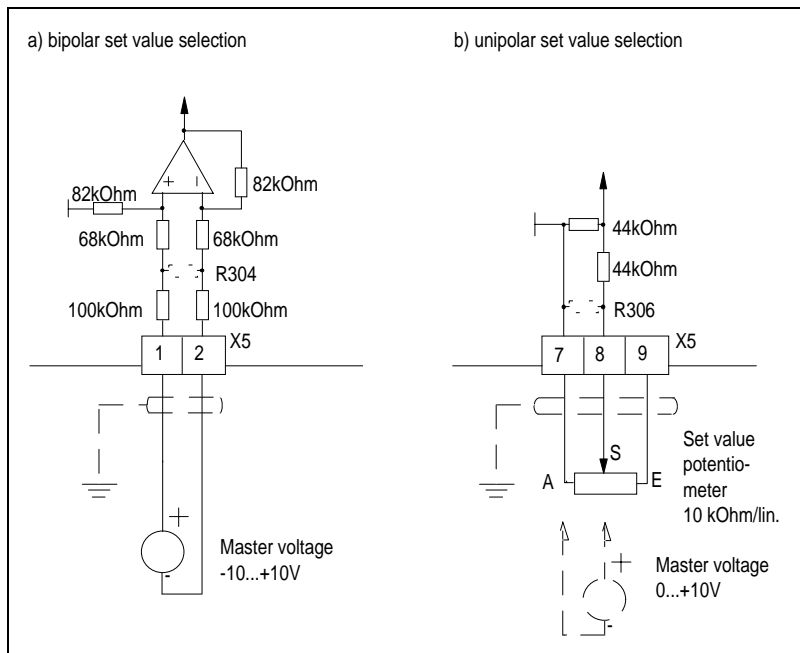 a) bipolar set value selection
b) unipolar set value selection
+ –
82kOhm
82kOhm
68kOhm
68kOhm
R304
100kOhm
100kOhm
1 2
X5
+
-
Master voltage
-10...+10V
44kOhm
44kOhm
R306
7 8 9
X5
S
A
E
Set value
potentio-
meter
10 kOhm/lin.
+
-
Master voltage
0...+10V